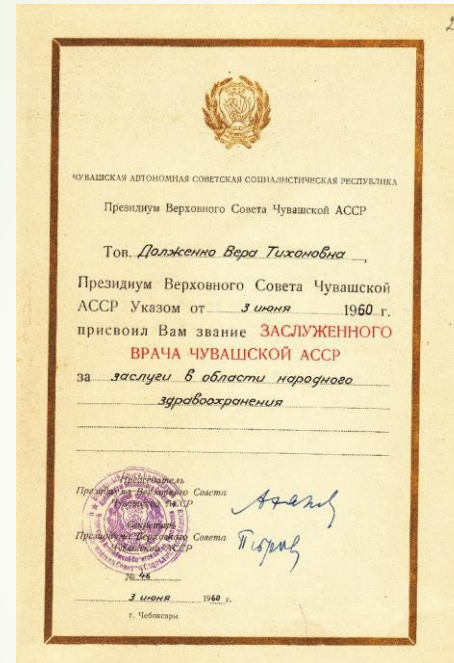 2
ЧУВАШСКАЯ АВТОНОМНАЯ СОВЕТСКАЯ СОЦИАЛИСТИЧЕСКАЯ РЕСПУБЛИКА
Президиум Верховного Совета Чувашской АССР
Тов. Долженко Вера Тихоновна,
Президиум Верховного Совета Чувашской
АССР Указом от 3 июня 1960 г.
присвоил Вам звание ЗАСЛУЖЕННОГО
ВРАЧА ЧУВАШСКОЙ АССР
за заслуги в области народного
здравоохранения
Председатель
Президиума Верховного Совета
Чувашской АССР
Секретарь
Президиума Верховного Совета
Чувашской АССР
№ 46
3 июня 1960 г.
г. Чебоксары